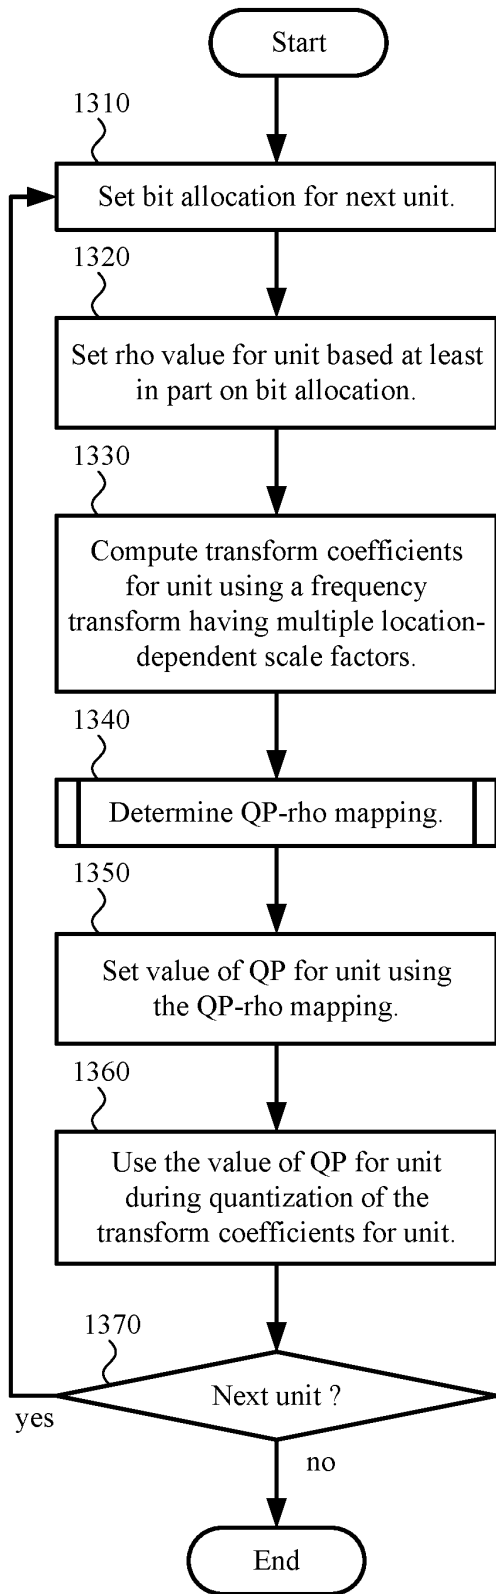 Start
1310
Set bit allocation for next unit.
1320
Set rho value for unit based at least
in part on bit allocation.
1330
Compute transform coefficients
for unit using a frequency
transform having multiple location-
dependent scale factors.
1340
Determine QP-rho mapping.
1350
Set value of QP for unit using
the QP-rho mapping.
1360
Use the value of QP for unit
during quantization of the
transform coefficients for unit.
1370
Next unit ?
yes
no
End